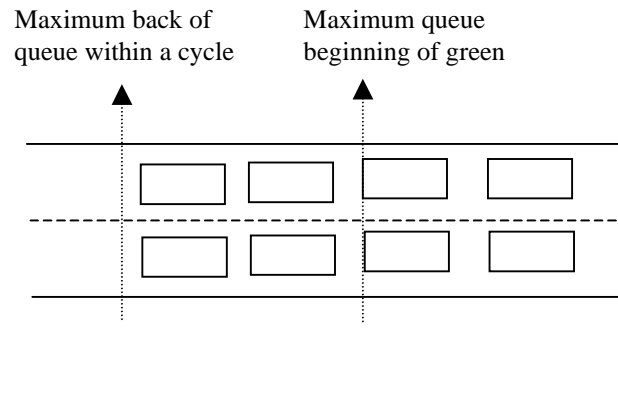 Maximum back of
queue within a cycle
Maximum queue
beginning of green